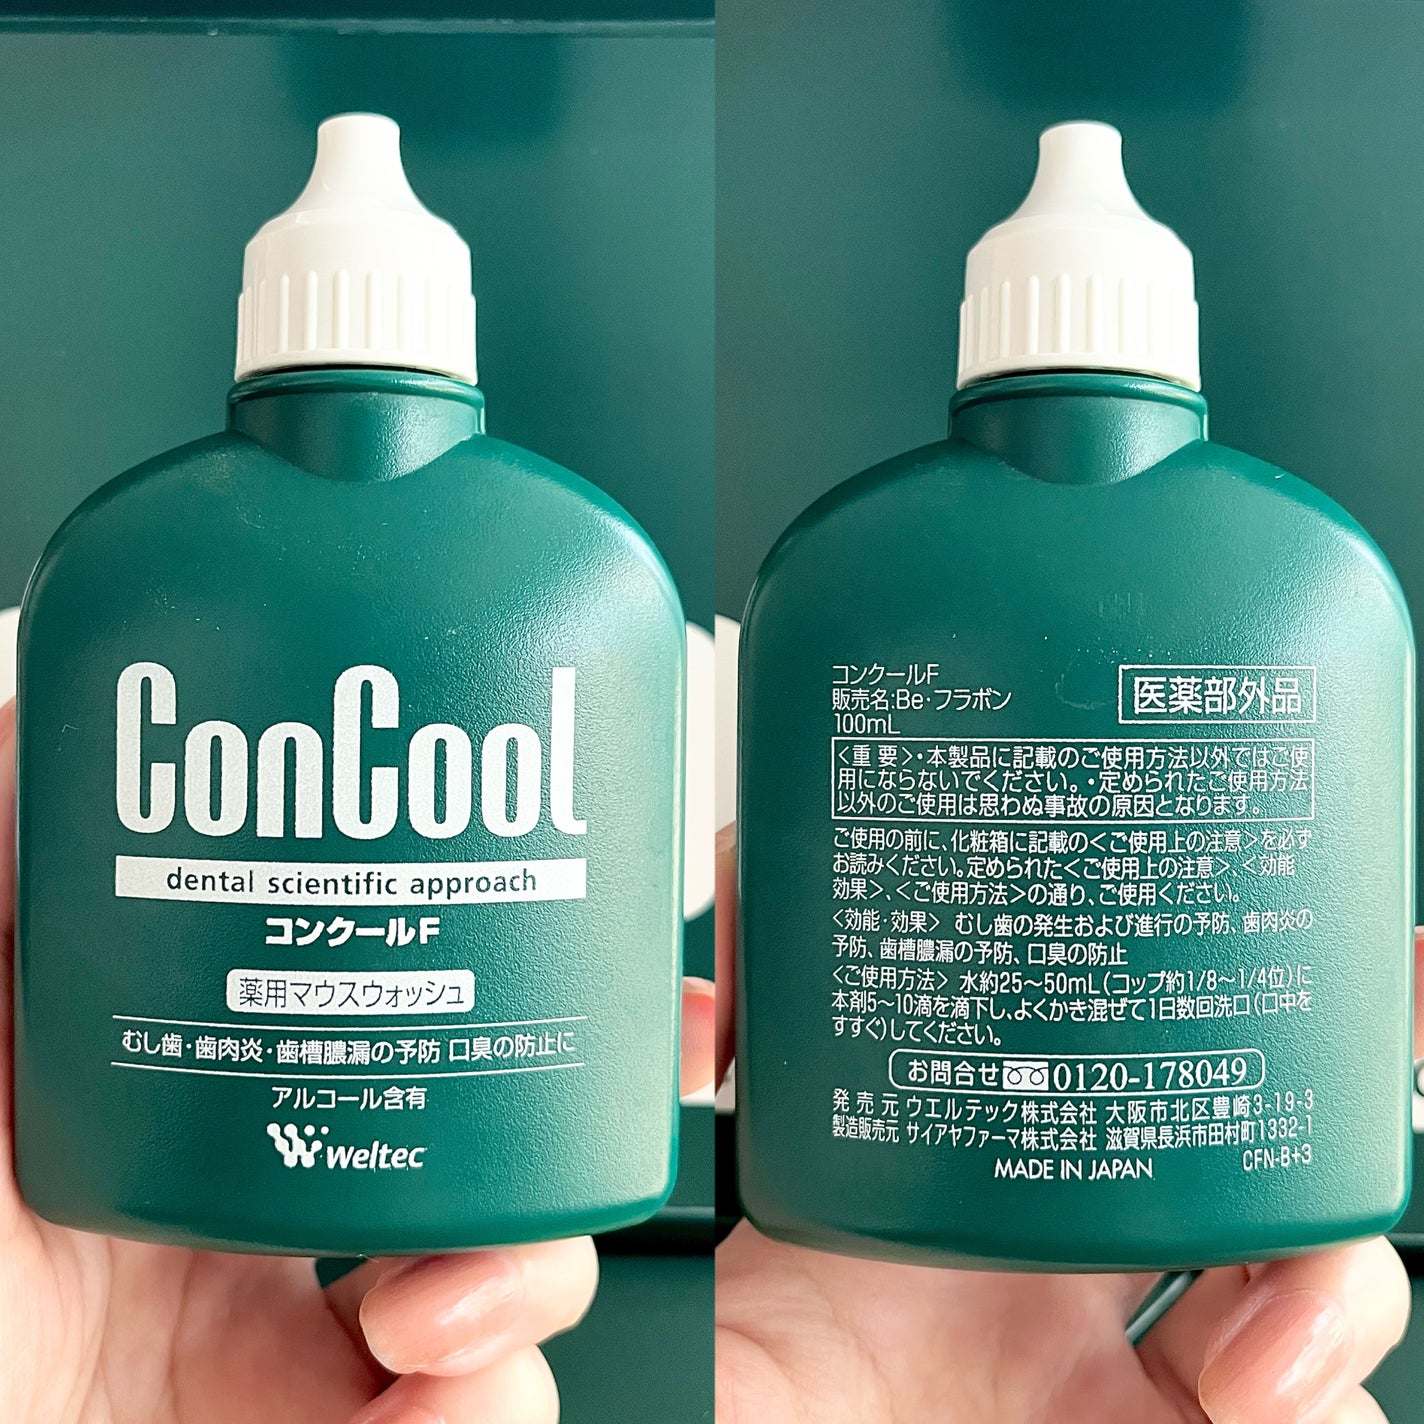 ConCool
dental scientific approach
コンクールF
薬用マウスウォッシュ
むし歯・歯肉炎・歯槽膿漏の予防 口臭の防止に
アルコール含有
Weltec
コンクールF
販売名:Be・フラボン
100mL
医薬部外品
<重要>・本製品に記載のご使用方法以外ではご使
用にならないでください。・定められたご使用方法
以外のご使用は思わぬ事故の原因となります。
ご使用の前に、化粧箱に記載の<ご使用上の注意>を必ず
お読みください。定められた<ご使用上の注意>、<効能
効果>、<ご使用方法>の通り、ご使用ください。
<効能・効果> むし歯の発生および進行の予防、歯肉炎の
予防、歯槽膿漏の予防、口臭の防止
<ご使用方法> 水約25〜50mL(コップ約1/8〜1/4位)に
本剤5〜10滴を滴下し、よくかき混ぜて1日数回洗口(口中を
すすぐ)してください。
お問合せ 0120-178049
発売元 ウエルテック株式会社 大阪市北区豊崎3-19-3
製造販売元 サイアヤファーマ株式会社 滋賀県長浜市田村町1332-1
MADE IN JAPAN
CFN-B+3